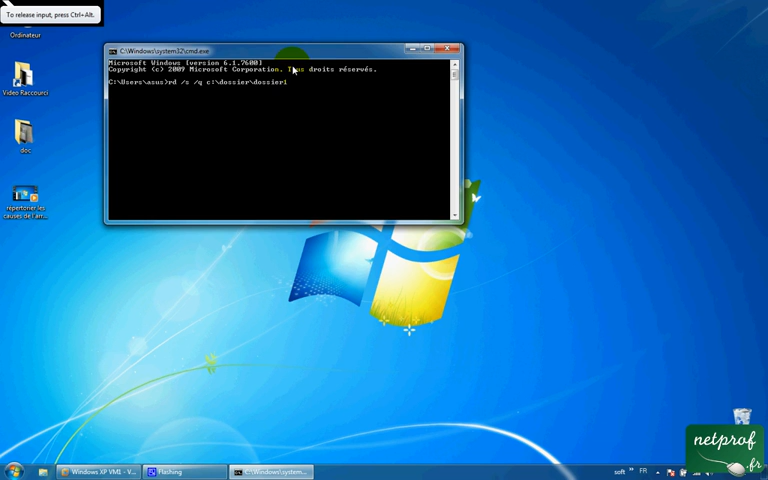 To release input, press Ctrl+Alt.
Ordinateur
C:\Windows\system32\cmd.exe
Microsoft Windows [version 6.1.7600]
Copyright (c) 2009 Microsoft Corporation. Tous droits réservés.
C:\Users\asus>rd /s /q c:\dossier\dossier1
Video Raccourci
doc
repertorier.les
causes de l'arr...
netprof
.fr
Windows XP VM1 - V...
Flashing
C:\Windows\system...
soft
FR